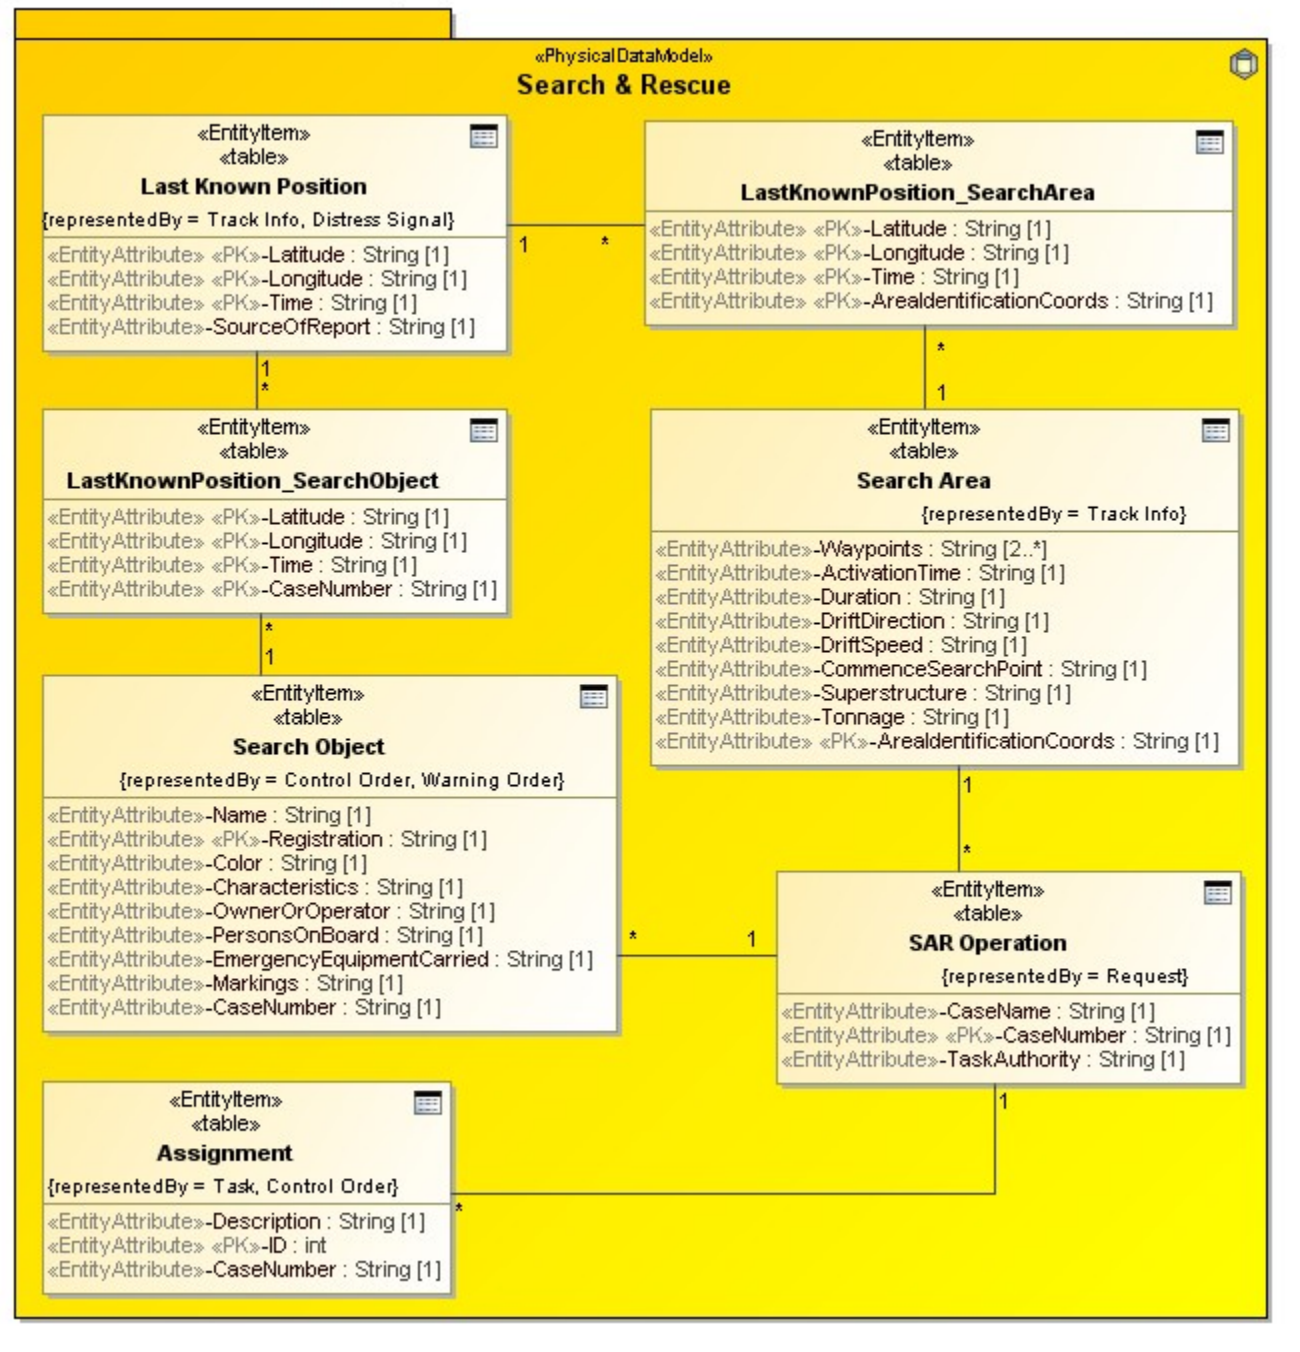 «PhysicalDataModel»
Search & Rescue
«EntityItem»
«table»
Last Known Position
{representedBy = Track Info, Distress Signal}
«EntityAttribute» «PK»-Latitude : String [1]
«EntityAttribute» «PK»-Longitude : String [1]
«EntityAttribute» «PK»-Time : String [1]
«EntityAttribute»-SourceOfReport : String [1]
1
*
«EntityItem»
«table»
LastKnownPosition_SearchArea
«EntityAttribute» «PK»-Latitude : String [1]
«EntityAttribute» «PK»-Longitude : String [1]
«EntityAttribute» «PK»-Time : String [1]
«EntityAttribute» «PK»-AreaIdentificationCoords : String [1]
1
*
*
1
«EntityItem»
«table»
LastKnownPosition_SearchObject
«EntityAttribute» «PK»-Latitude : String [1]
«EntityAttribute» «PK»-Longitude : String [1]
«EntityAttribute» «PK»-Time : String [1]
«EntityAttribute» «PK»-CaseNumber : String [1]
*
1
«EntityItem»
«table»
Search Area
{representedBy = Track Info}
«EntityAttribute»-Waypoints : String [2..*]
«EntityAttribute»-ActivationTime : String [1]
«EntityAttribute»-Duration : String [1]
«EntityAttribute»-DriftDirection : String [1]
«EntityAttribute»-DriftSpeed : String [1]
«EntityAttribute»-CommenceSearchPoint : String [1]
«EntityAttribute»-Superstructure : String [1]
«EntityAttribute»-Tonnage : String [1]
«EntityAttribute» «PK»-AreaIdentificationCoords : String [1]
1
*
«EntityItem»
«table»
Search Object
{representedBy = Control Order, Warning Order}
«EntityAttribute»-Name : String [1]
«EntityAttribute» «PK»-Registration : String [1]
«EntityAttribute»-Color : String [1]
«EntityAttribute»-Characteristics : String [1]
«EntityAttribute»-OwnerOrOperator : String [1]
«EntityAttribute»-PersonsOnBoard : String [1]
«EntityAttribute»-EmergencyEquipmentCarried : String [1]
«EntityAttribute»-Markings : String [1]
«EntityAttribute»-CaseNumber : String [1]
*
1
«EntityItem»
«table»
SAR Operation
{representedBy = Request}
«EntityAttribute»-CaseName : String [1]
«EntityAttribute» «PK»-CaseNumber : String [1]
«EntityAttribute»-TaskAuthority : String [1]
1
«EntityItem»
«table»
Assignment
{representedBy = Task, Control Order}
*
«EntityAttribute»-Description : String [1]
«EntityAttribute» «PK»-ID : int
«EntityAttribute»-CaseNumber : String [1]